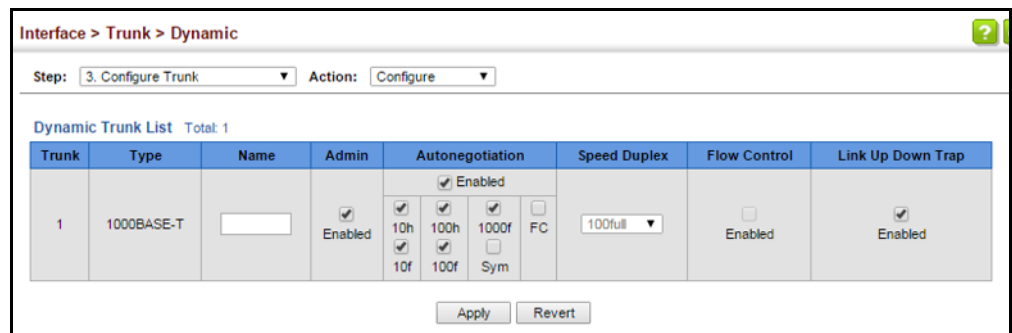 Interface > Trunk > Dynamic
?
Step: 3. Configure Trunk Action: Configure
Dynamic Trunk List Total: 1
Trunk Type Name Admin Autonegotiation Speed Duplex Flow Control Link Up Down Trap
Enabled
1 1000BASE-T Enabled 10h 100h 1000f FC 100full Enabled Enabled
10f 100f Sym
Apply Revert